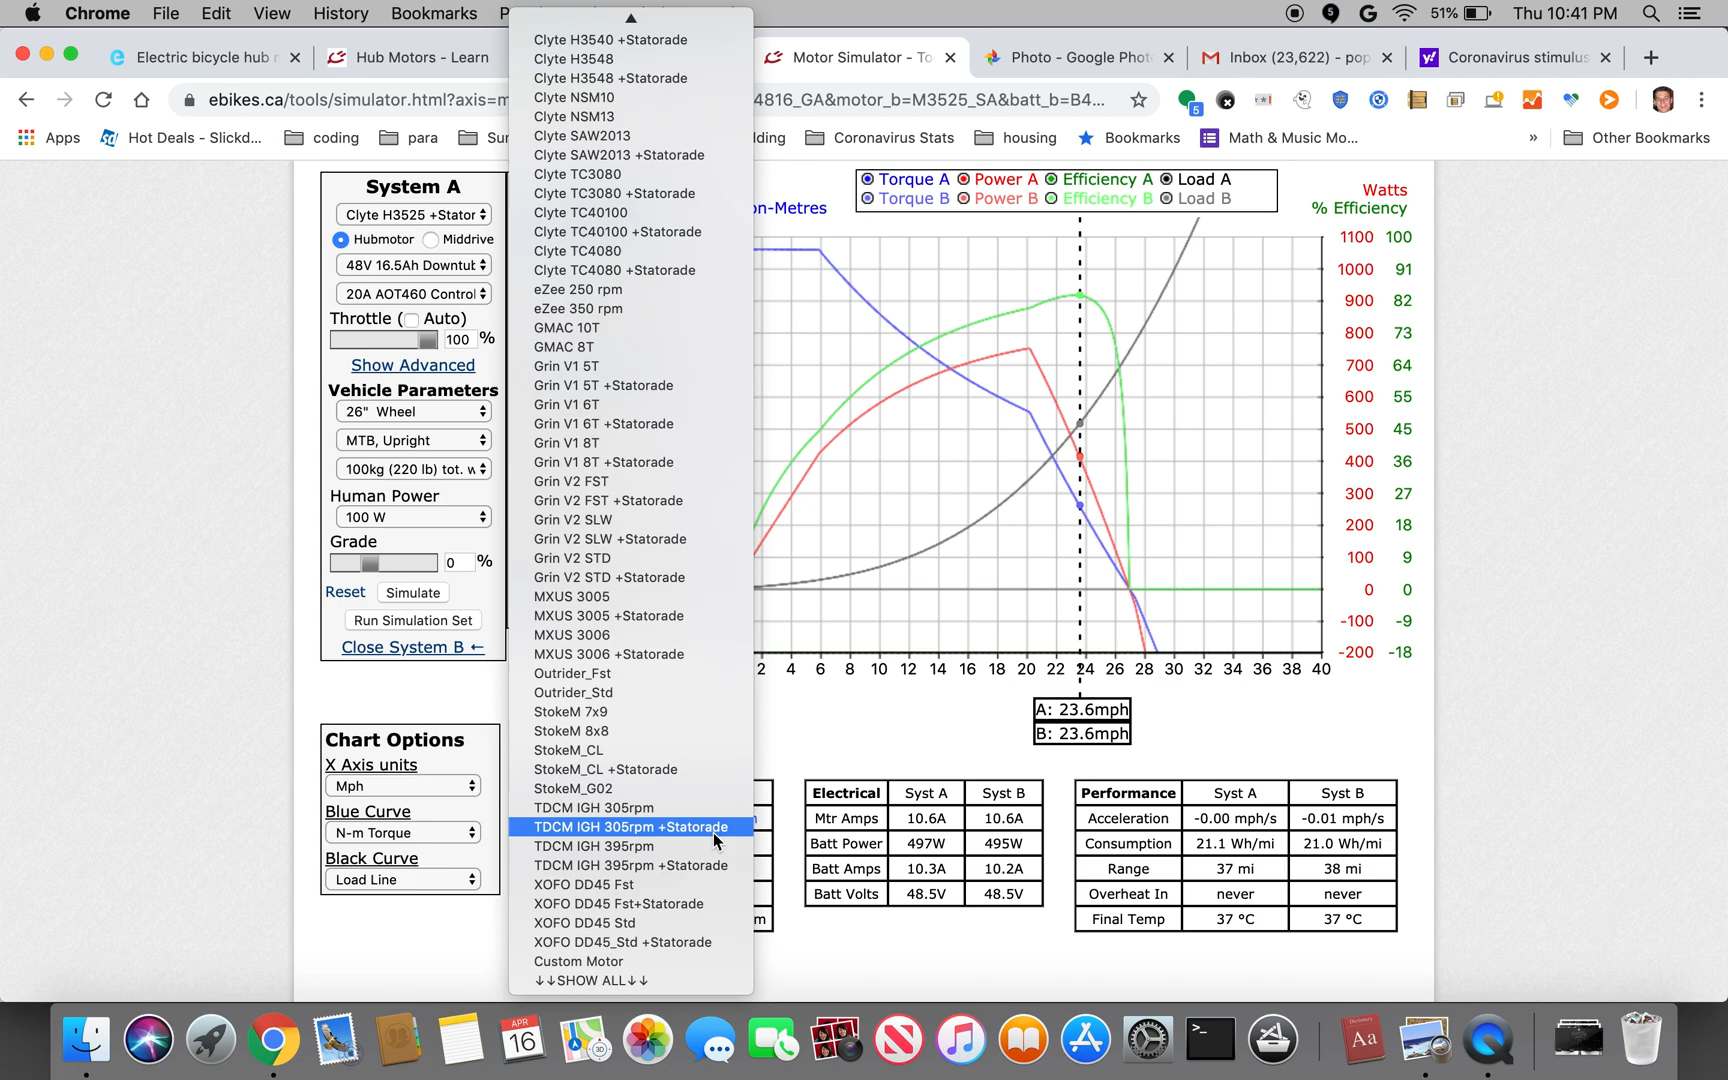 Chrome File Edit View History Bookmarks P
51% Thu 10:41 PM
Electric bicycle hub r
Hub Motors - Learn
Motor Simulator - To
Photo - Google Phot
Inbox (23,622) - pop
Coronavirus stimulus
ebikes.ca/tools/simulator.html?axis=m
4816_GA&motor_b=M3525_SA&batt_b=B4...
5
Apps
Hot Deals - Slickd...
coding
para
Sur
lding
Coronavirus Stats
housing
Bookmarks
Math & Music Mo...
»
Other Bookmarks
System A
Clyte H3525 +Stator
Hubmotor Middrive
48V 16.5Ah Downtub
20A AOT460 Control
Throttle ( Auto)
100 %
Show Advanced
Vehicle Parameters
26" Wheel
MTB, Upright
100kg (220 lb) tot. w
Human Power
100 W
Grade
0 %
Reset Simulate
Run Simulation Set
Close System B ←
Chart Options
X Axis units
Mph
Blue Curve
N-m Torque
Black Curve
Load Line
Clyte H3540 +Statorade
Clyte H3548
Clyte H3548 +Statorade
Clyte NSM10
Clyte NSM13
Clyte SAW2013
Clyte SAW2013 +Statorade
Clyte TC3080
Clyte TC3080 +Statorade
Clyte TC40100
Clyte TC40100 +Statorade
Clyte TC4080
Clyte TC4080 +Statorade
eZee 250 rpm
eZee 350 rpm
GMAC 10T
GMAC 8T
Grin V1 5T
Grin V1 5T +Statorade
Grin V1 6T
Grin V1 6T +Statorade
Grin V1 8T
Grin V1 8T +Statorade
Grin V2 FST
Grin V2 FST +Statorade
Grin V2 SLW
Grin V2 SLW +Statorade
Grin V2 STD
Grin V2 STD +Statorade
MXUS 3005
MXUS 3005 +Statorade
MXUS 3006
MXUS 3006 +Statorade
Outrider_Fst
Outrider_Std
StokeM 7x9
StokeM 8x8
StokeM_CL
StokeM_CL +Statorade
StokeM_G02
TDCM IGH 305rpm
TDCM IGH 305rpm +Statorade
TDCM IGH 395rpm
TDCM IGH 395rpm +Statorade
XOFO DD45 Fst
XOFO DD45 Fst+Statorade
XOFO DD45 Std
XOFO DD45_Std +Statorade
Custom Motor
↓↓SHOW ALL↓↓
on-Metres
Torque A Power A Efficiency A Load A
Torque B Power B Efficiency B Load B
Watts
% Efficiency
1100 100
1000 91
900 82
800 73
700 64
600 55
500 45
400 36
300 27
200 18
100 9
0 0
-100 -9
-200 -18
2 4 6 8 10 12 14 16 18 20 22 24 26 28 30 32 34 36 38 40
A: 23.6mph
B: 23.6mph
m
Electrical Syst A Syst B
Mtr Amps 10.6A 10.6A
Batt Power 497W 495W
Batt Amps 10.3A 10.2A
Batt Volts 48.5V 48.5V
Performance Syst A Syst B
Acceleration -0.00 mph/s -0.01 mph/s
Consumption 21.1 Wh/mi 21.0 Wh/mi
Range 37 mi 38 mi
Overheat In never never
Final Temp 37 °C 37 °C
APR
16
3D